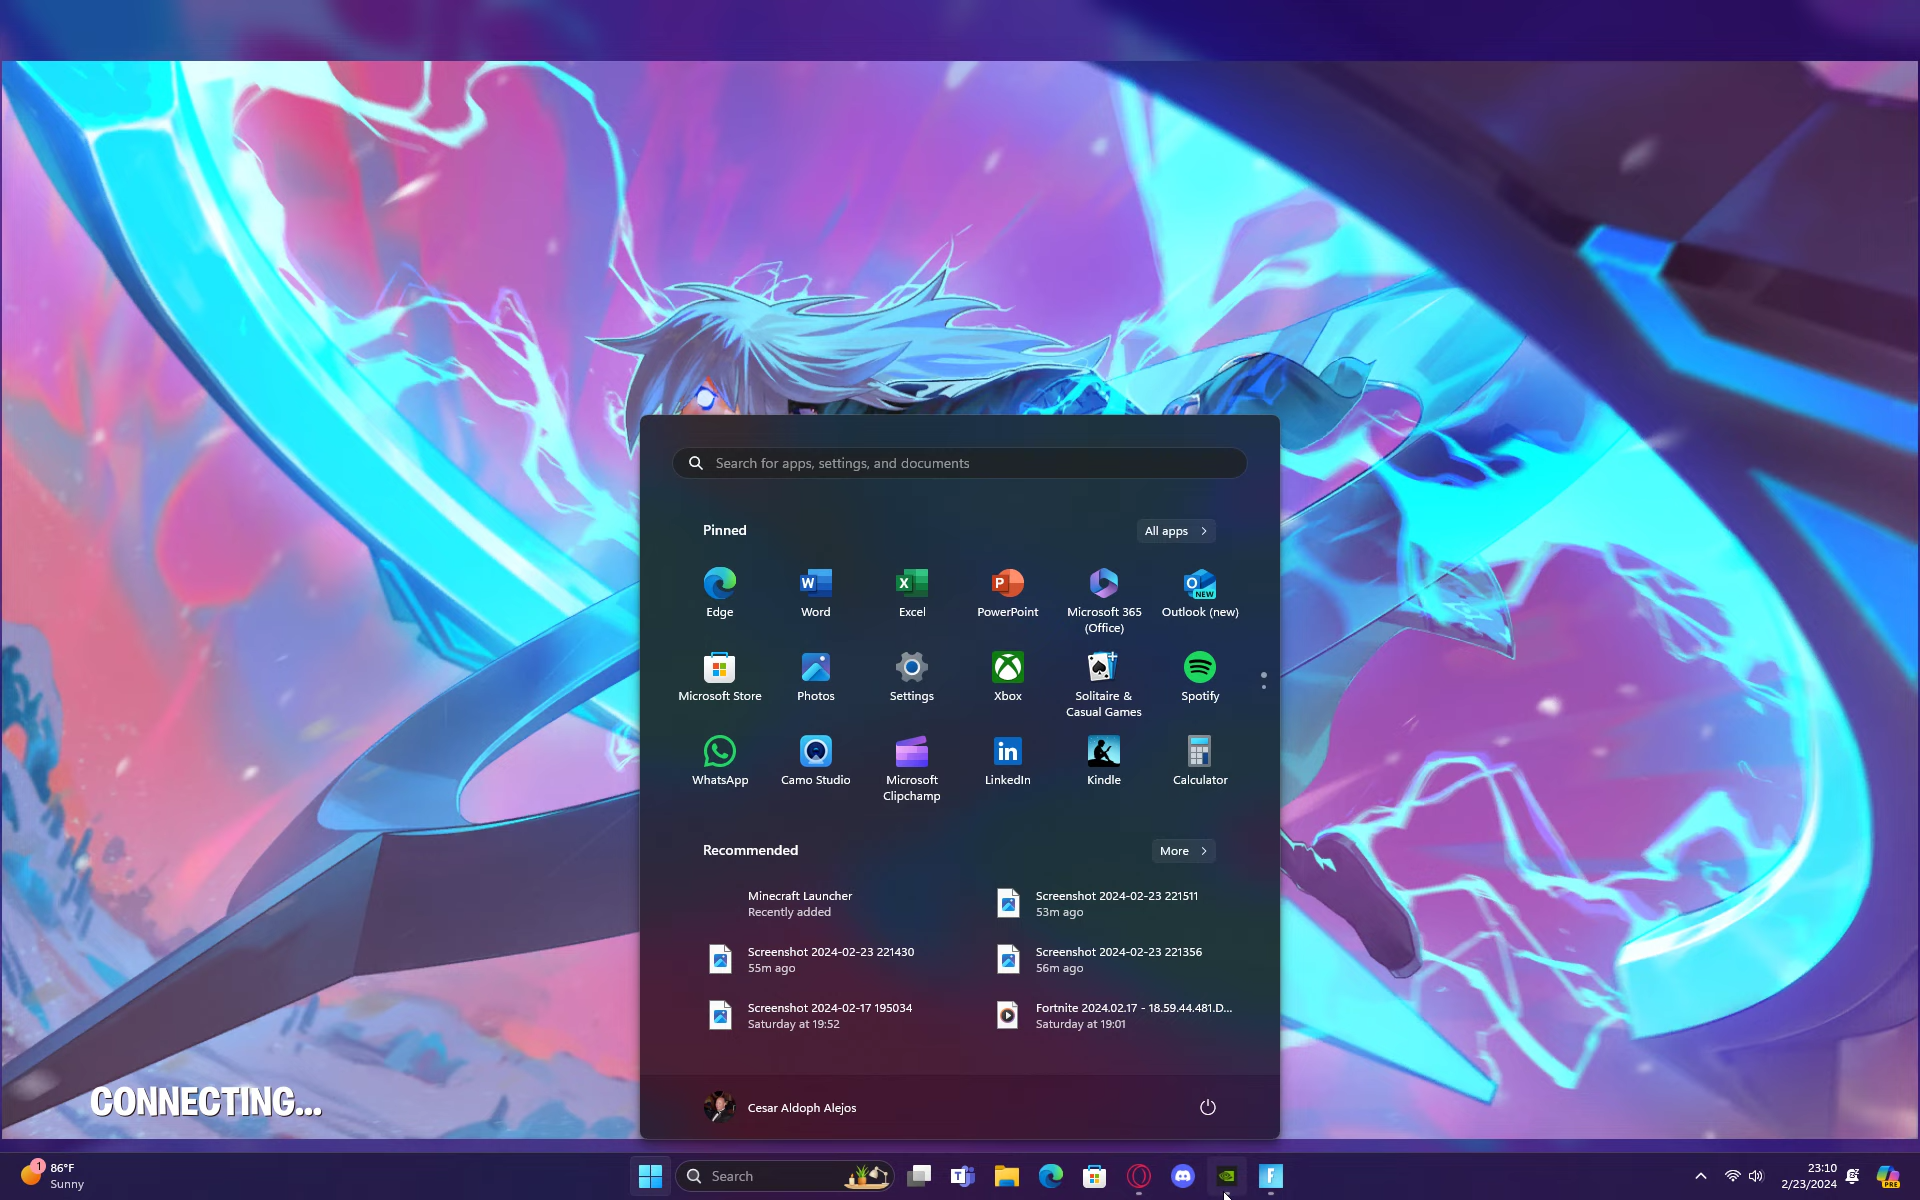 Search for apps, settings, and documents
Pinned
All apps
Edge
Word
Excel
PowerPoint
Microsoft 365
(Office)
Outlook (new)
Microsoft Store
Photos
Settings
Xbox
Solitaire &
Casual Games
Spotify
WhatsApp
Camo Studio
Microsoft
Clipchamp
LinkedIn
Kindle
Calculator
Recommended
More
Minecraft Launcher
Recently added
Screenshot 2024-02-23 221511
53m ago
Screenshot 2024-02-23 221430
55m ago
Screenshot 2024-02-23 221356
56m ago
Screenshot 2024-02-17 195034
Saturday at 19:52
Fortnite 2024.02.17 - 18.59.44.481.D...
Saturday at 19:01
CONNECTING...
Cesar Aldoph Alejos
1
86°F
Sunny
Search
23:10
2/23/2024